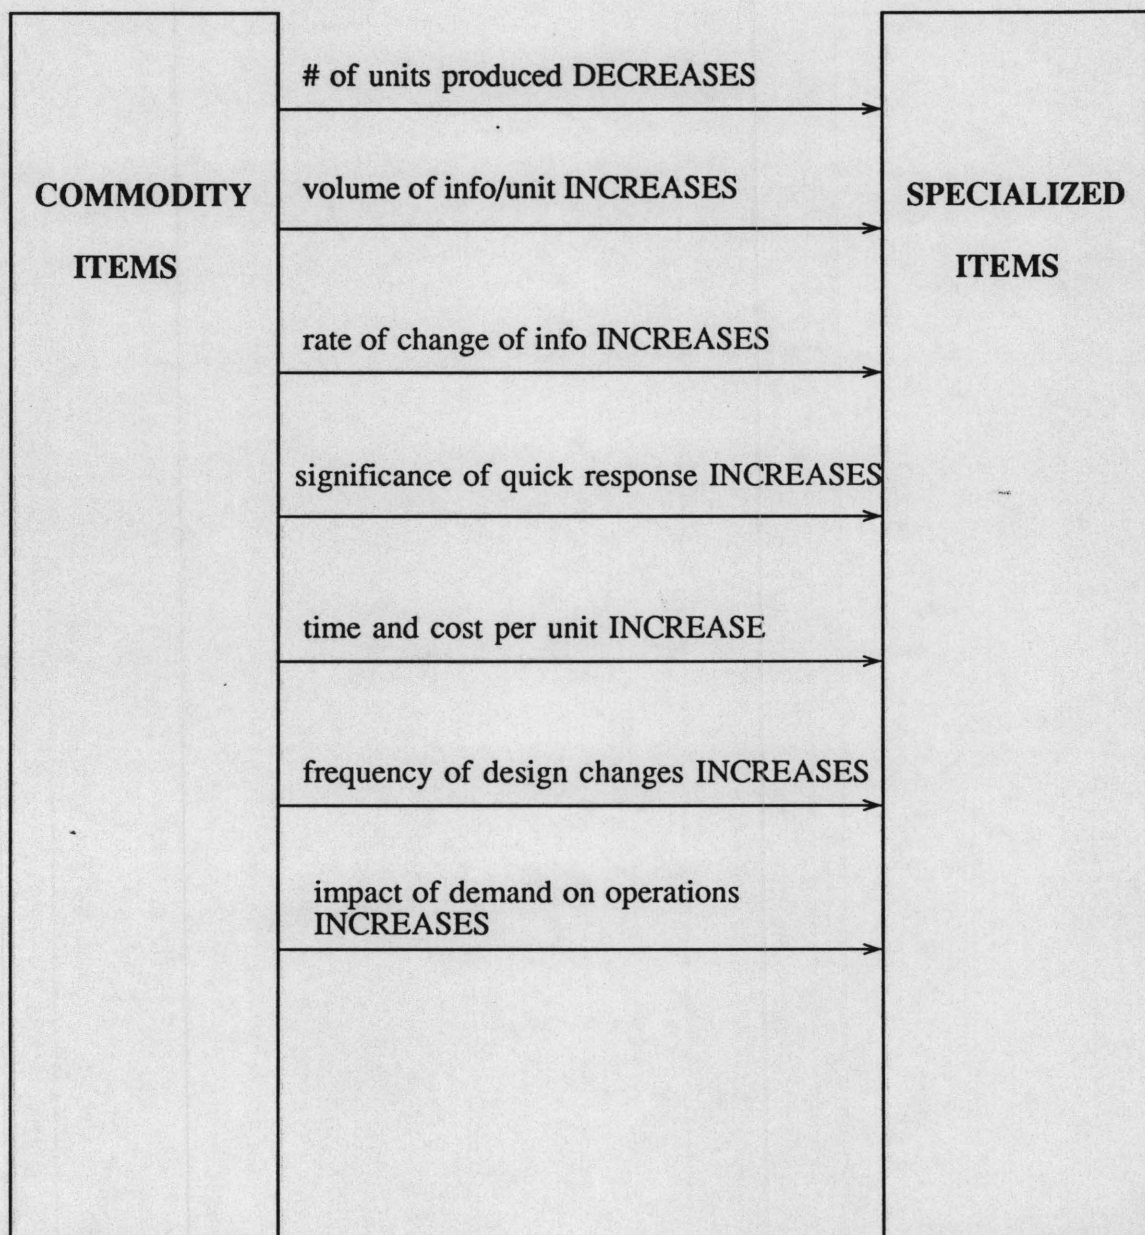 # of units produced DECREASES
COMMODITY
ITEMS
volume of info/unit INCREASES
SPECIALIZED
ITEMS
rate of change of info INCREASES
significance of quick response INCREASES
time and cost per unit INCREASE
frequency of design changes INCREASES
impact of demand on operations
INCREASES